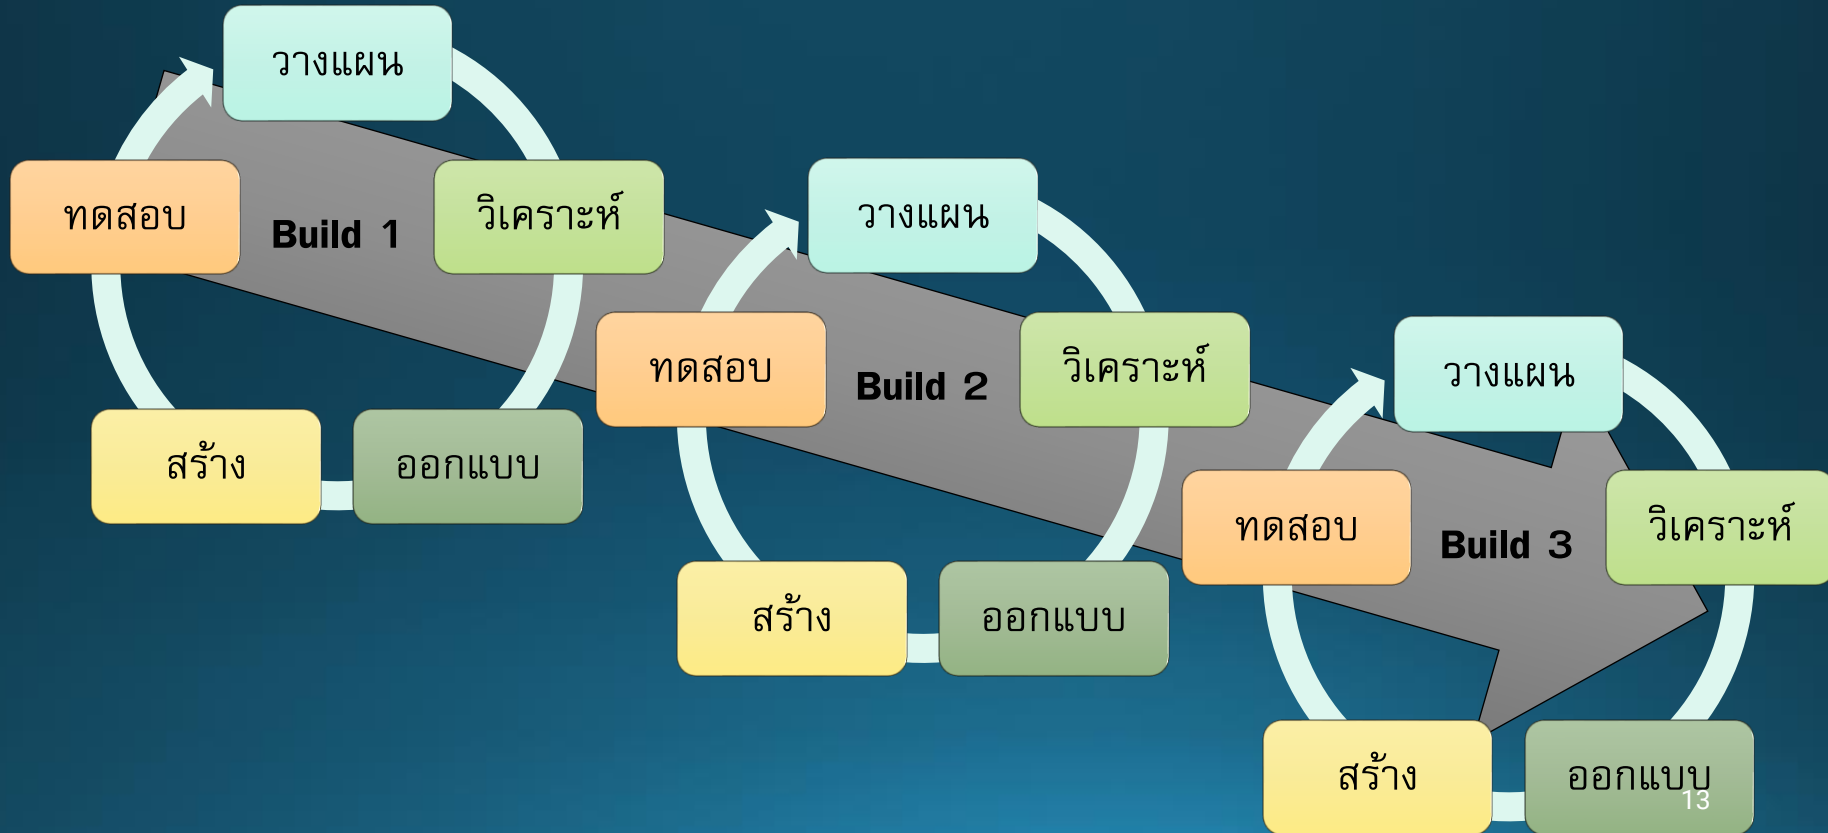 วางแผน
ทดสอบ
Build 1
วิเคราะห์
สร้าง
ออกแบบ
วางแผน
ทดสอบ
Build 2
วิเคราะห์
สร้าง
ออกแบบ
วางแผน
ทดสอบ
Build 3
วิเคราะห์
สร้าง
ออกแบบ
13